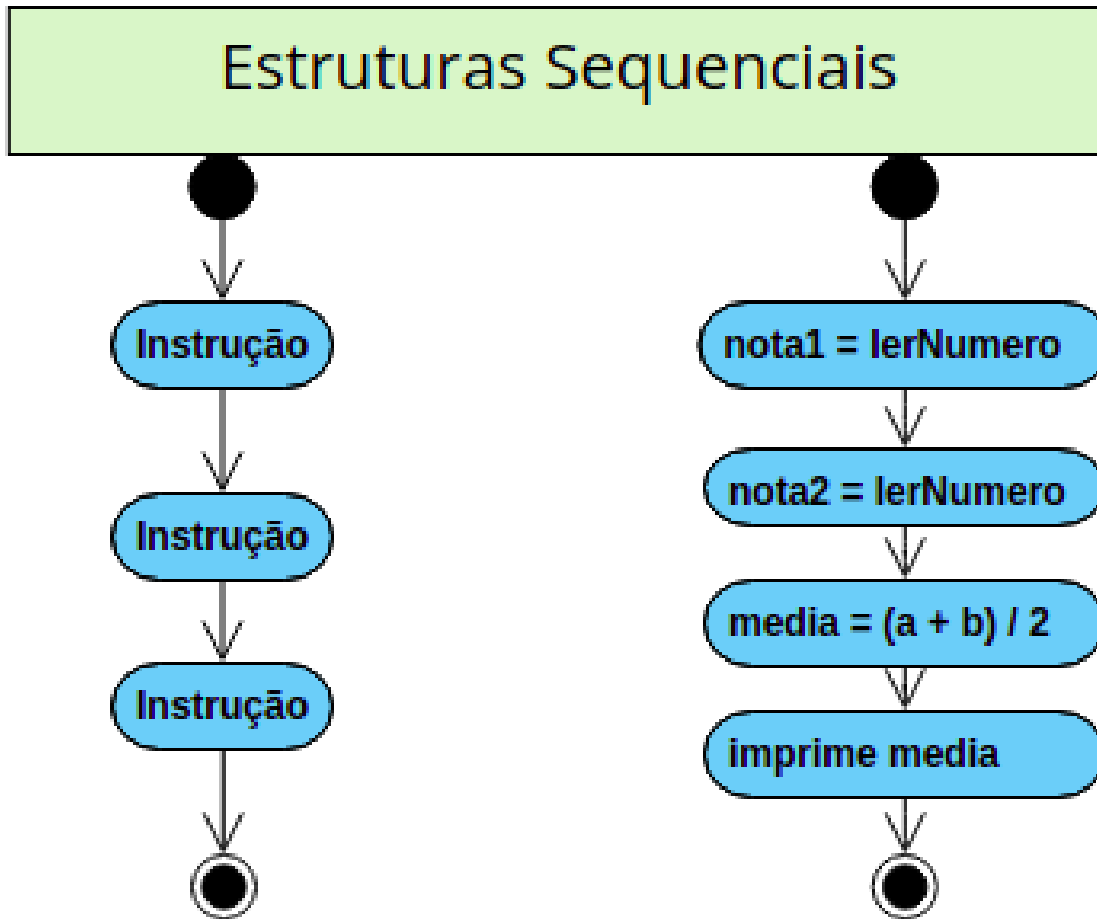 Estruturas Sequenciais
Instrução
Instrução
Instrução
nota1 = lerNumero
nota2 = lerNumero
media = (a + b) / 2
imprime media